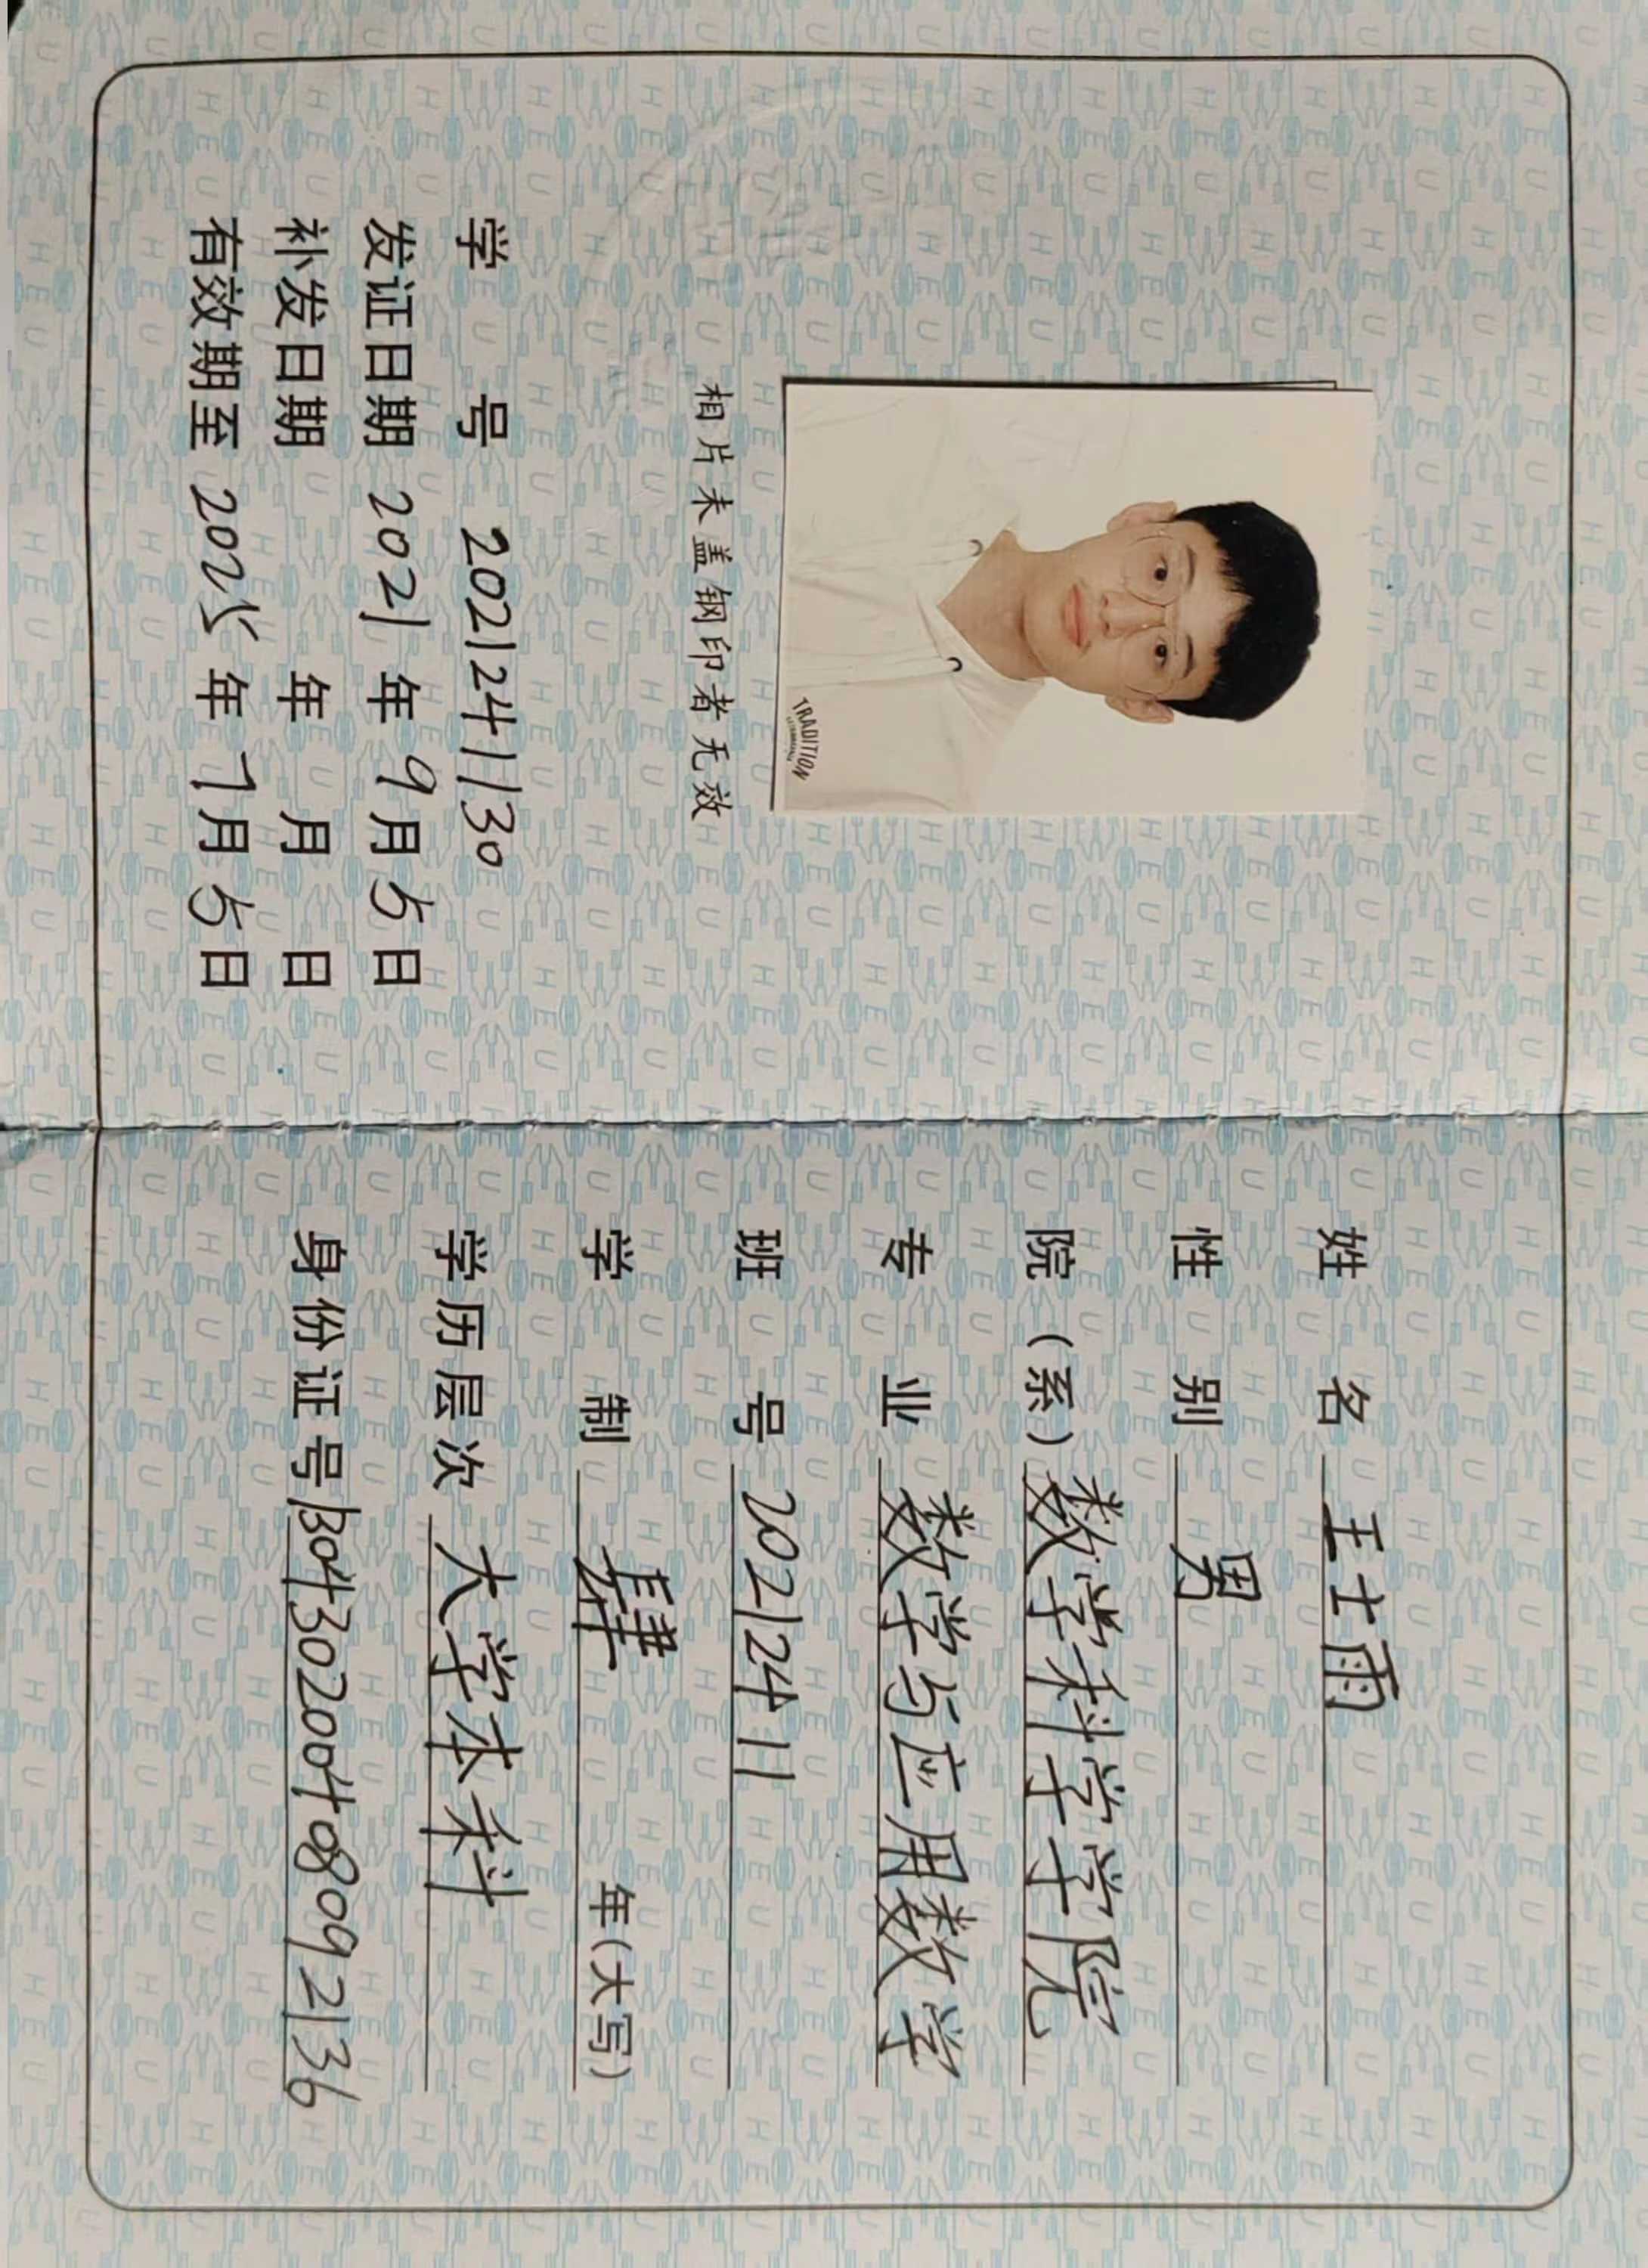 TRADITION
相片未盖钢印者无效
学 号 2021241130
发证日期 2021 年 9 月 5 日
补发日期 年 月 日
有效期至 2025 年 7 月 5 日
姓 名 王士雨
性 别 男
院（系）数学科学学院
专 业 数学与应用数学
班 号 20212411
学 制 肆 年（大写）
学历层次 大学本科
身份证号 130430200408092136